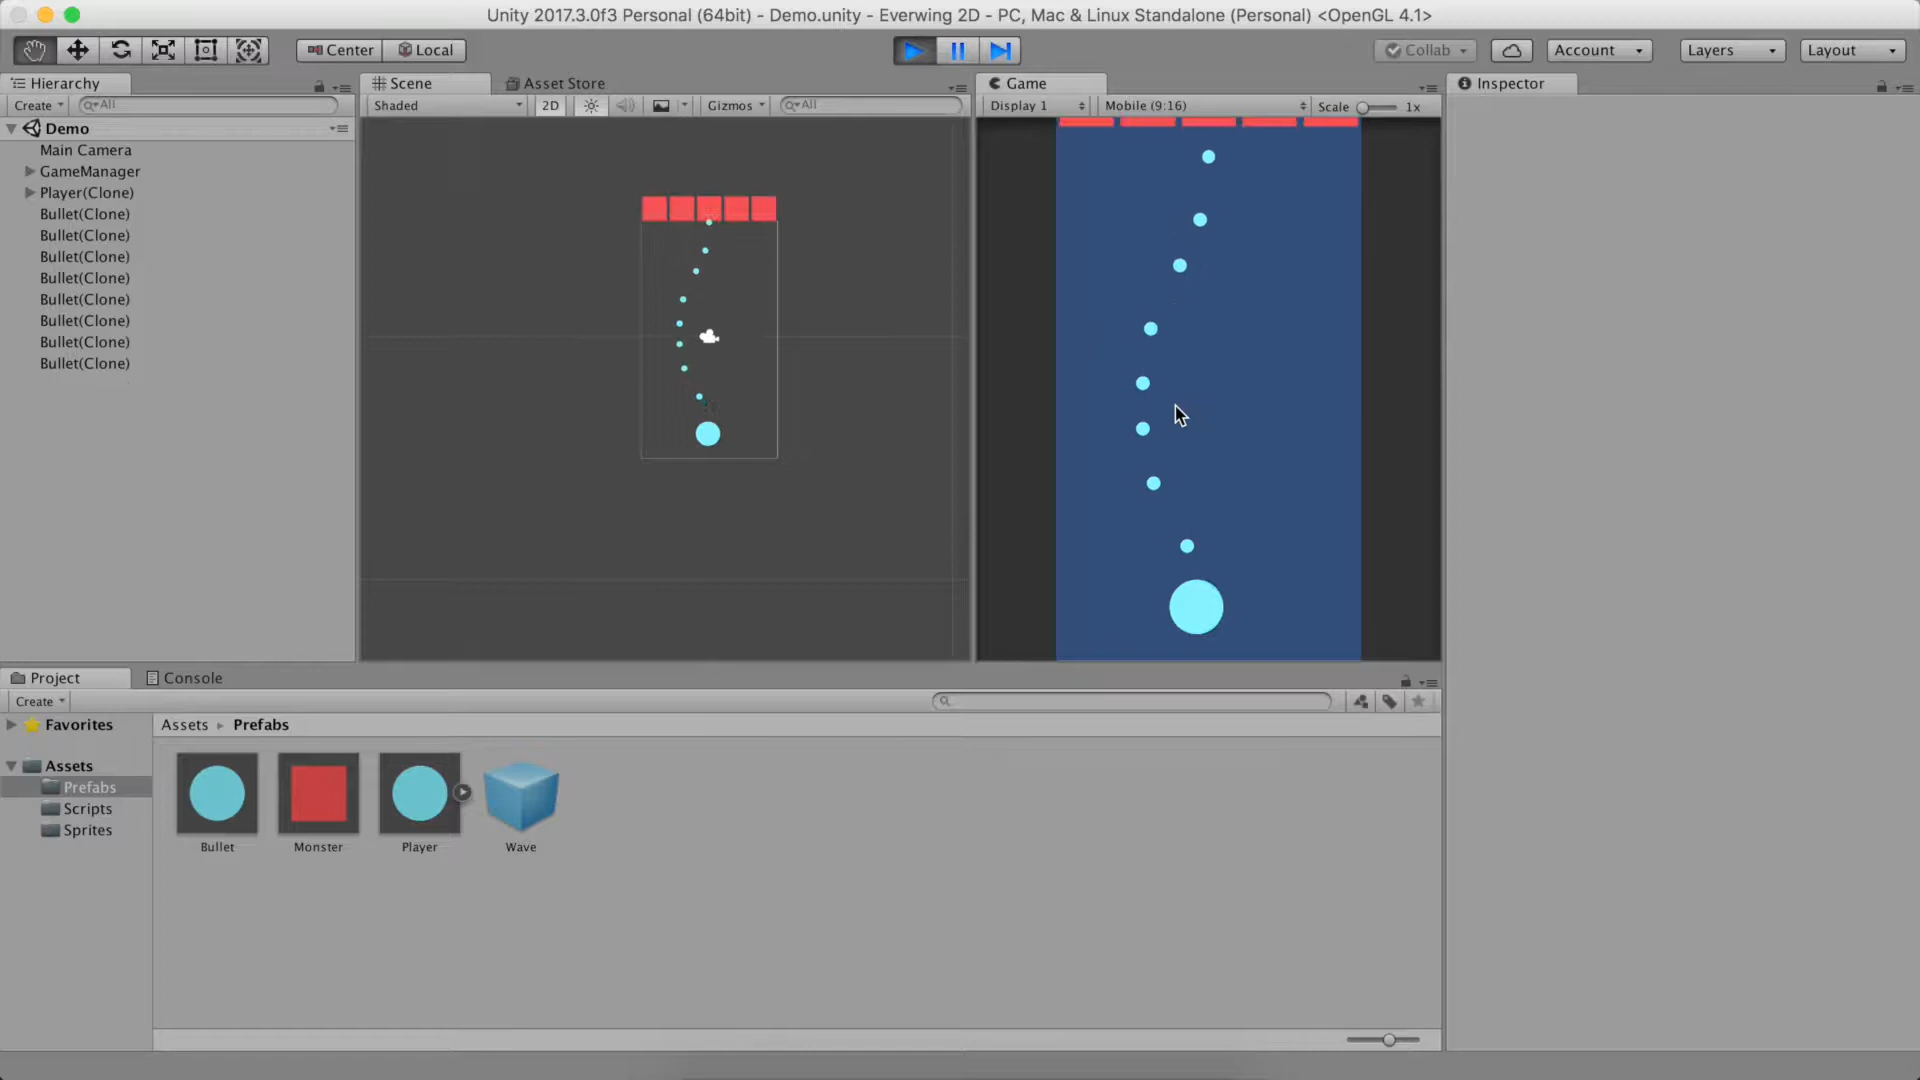 Unity 2017.3.0f3 Personal (64bit) - Demo.unity - Everwing 2D - PC, Mac & Linux Standalone (Personal) <OpenGL 4.1>
Center Local Collab Account Layers Layout
Hierarchy
Create All
Demo
Main Camera
GameManager
Player(Clone)
Bullet(Clone)
Bullet(Clone)
Bullet(Clone)
Bullet(Clone)
Bullet(Clone)
Bullet(Clone)
Bullet(Clone)
Bullet(Clone)
Scene Asset Store
Shaded 2D Gizmos All
Game
Display 1 Mobile (9:16) Scale 1x
Inspector
Project Console
Create
Favorites
Assets
Prefabs
Scripts
Sprites
Assets Prefabs
Bullet Monster Player Wave